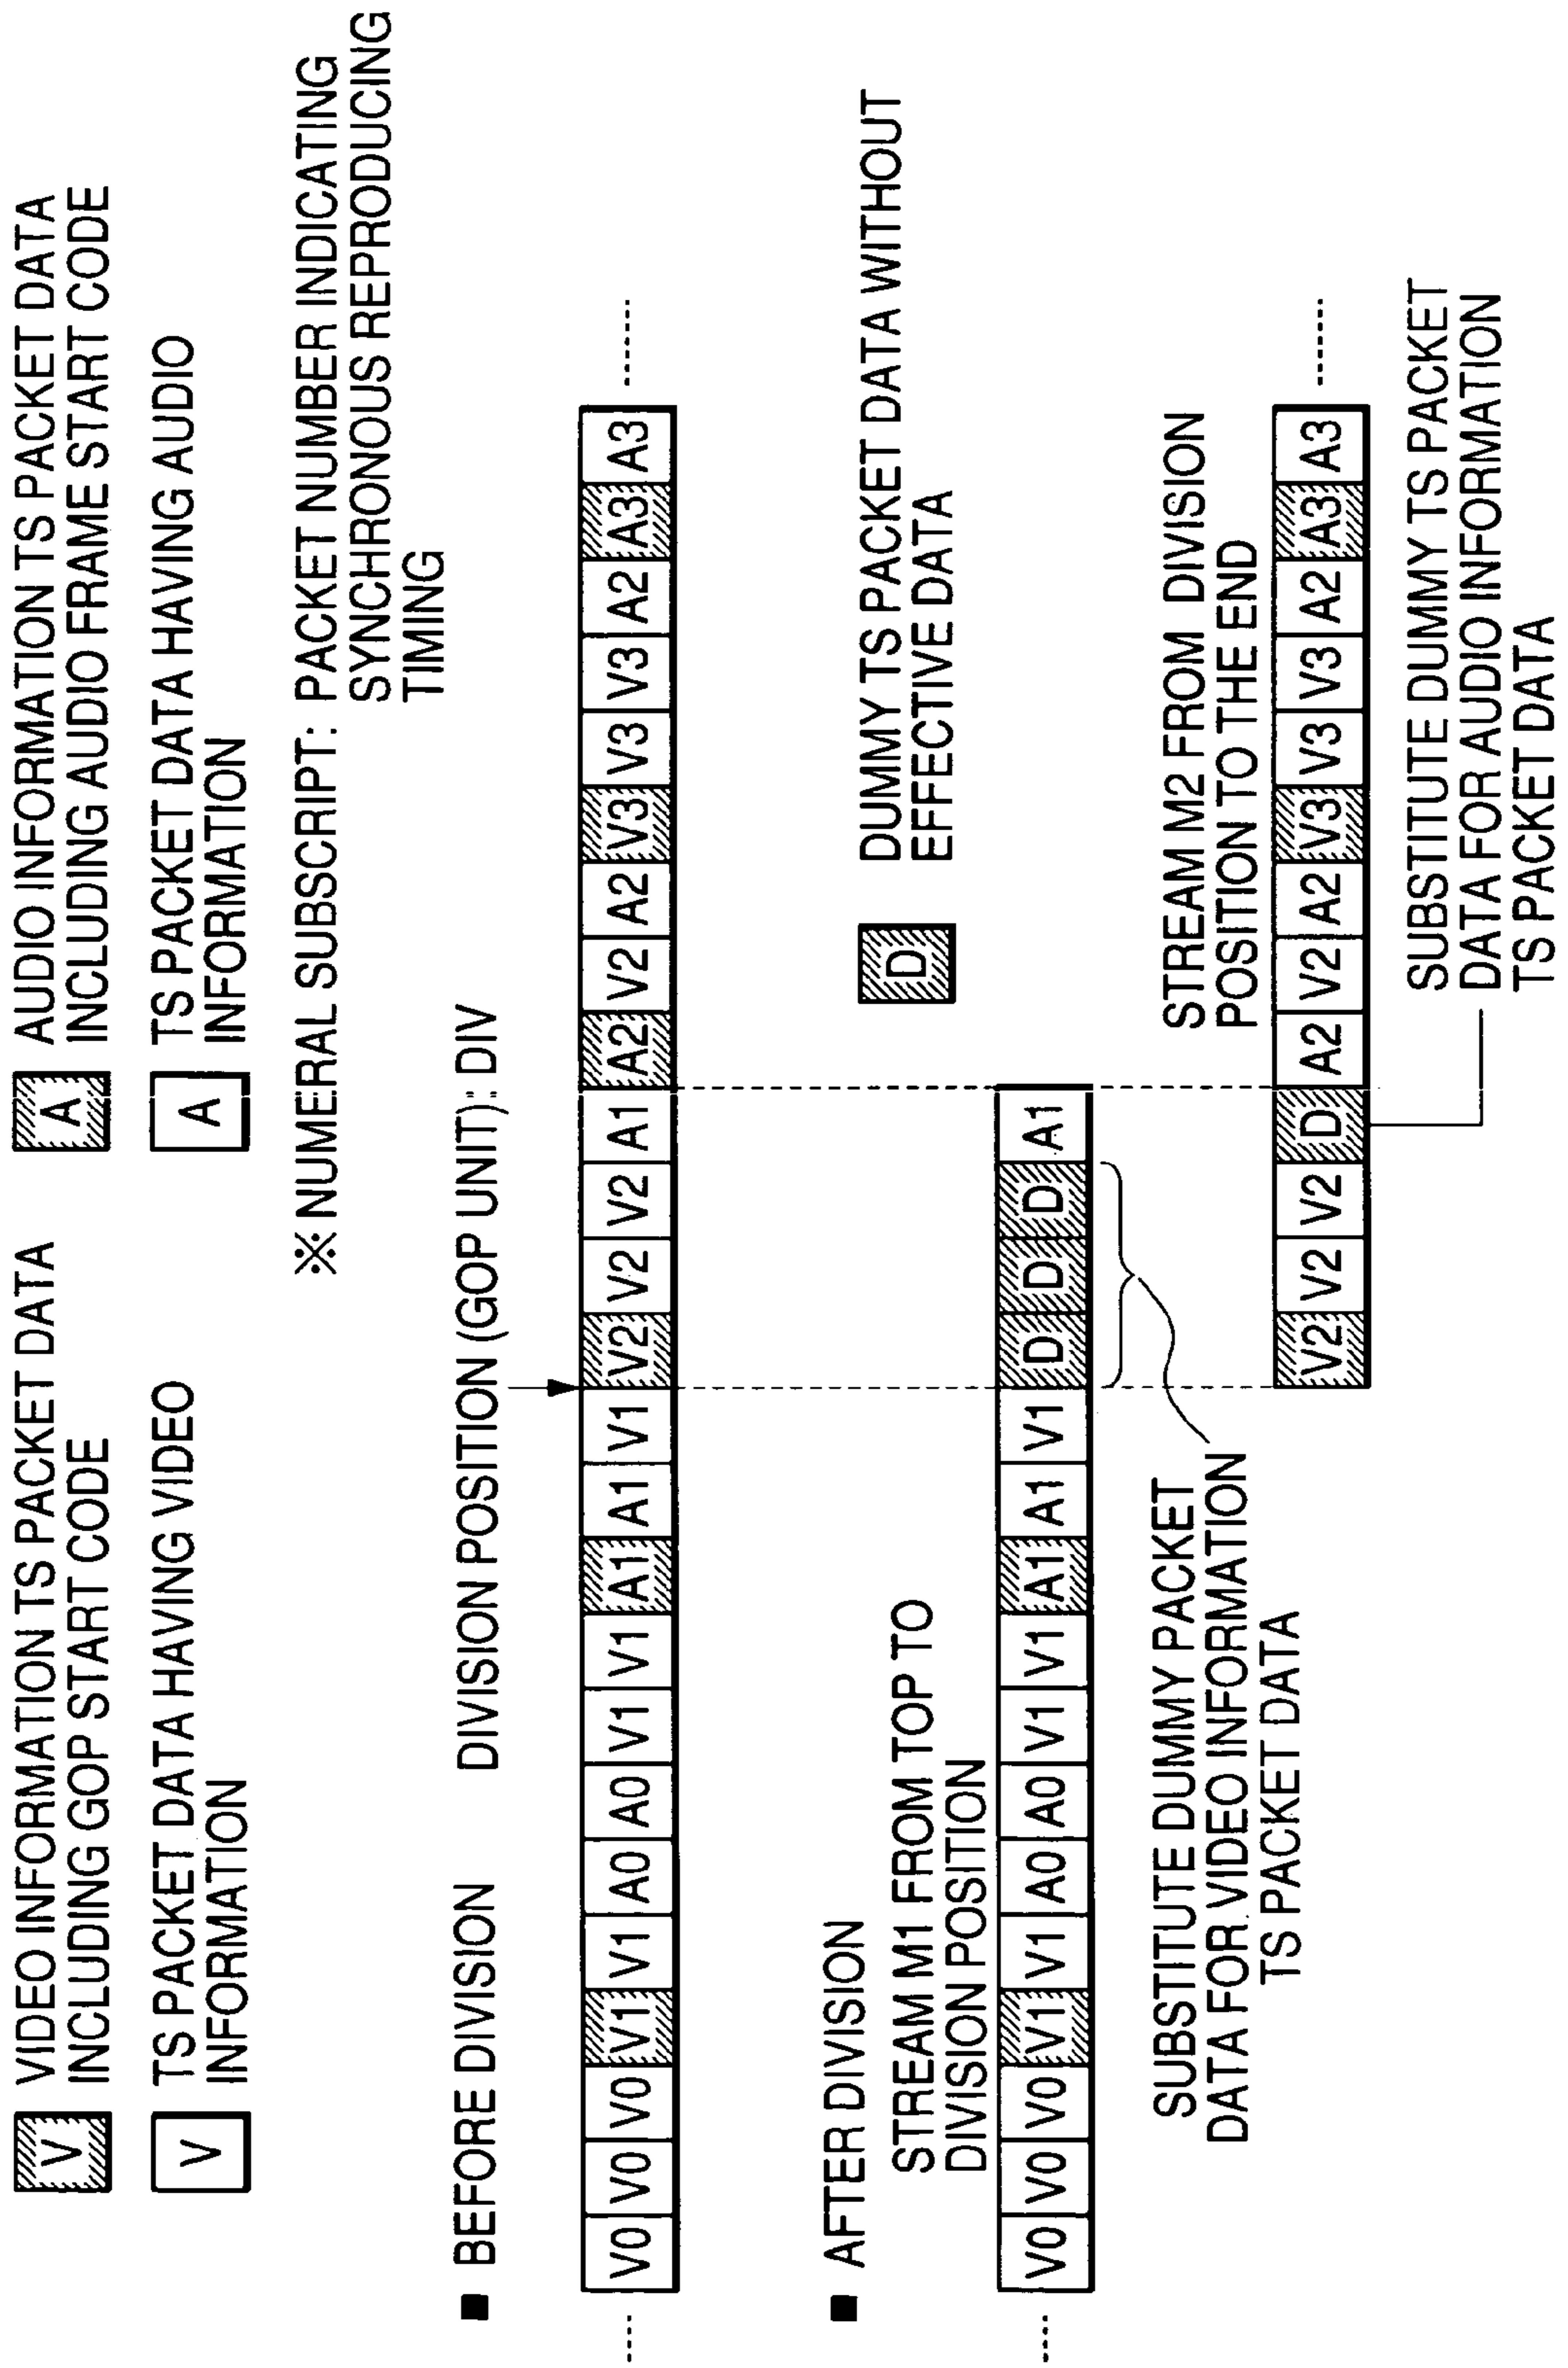 V VIDEO INFORMATION TS PACKET DATA
INCLUDING GOP START CODE
A AUDIO INFORMATION TS PACKET DATA
INCLUDING AUDIO FRAME START CODE
V TS PACKET DATA HAVING VIDEO
INFORMATION
A TS PACKET DATA HAVING AUDIO
INFORMATION
※ NUMERAL SUBSCRIPT: PACKET NUMBER INDICATING
SYNCHRONOUS REPRODUCING
TIMING
■ BEFORE DIVISION
DIVISION POSITION (GOP UNIT): DIV
V0 V0 V0 V1 V1 A0 A0 V1 V1 A1 A1 V1 V2 V2 V2 A1 A2 V2 A2 V3 V3 V3 A2 A3 A3
■ AFTER DIVISION
D DUMMY TS PACKET DATA WITHOUT
EFFECTIVE DATA
STREAM M1 FROM TOP TO
DIVISION POSITION
V0 V0 V0 V1 V1 A0 A0 V1 V1 A1 A1 V1 D D D A1
SUBSTITUTE DUMMY PACKET
DATA FOR VIDEO INFORMATION
TS PACKET DATA
STREAM M2 FROM DIVISION
POSITION TO THE END
V2 V2 V2 D A2 V2 A2 V3 V3 V3 A2 A3 A3
SUBSTITUTE DUMMY TS PACKET
DATA FOR AUDIO INFORMATION
TS PACKET DATA